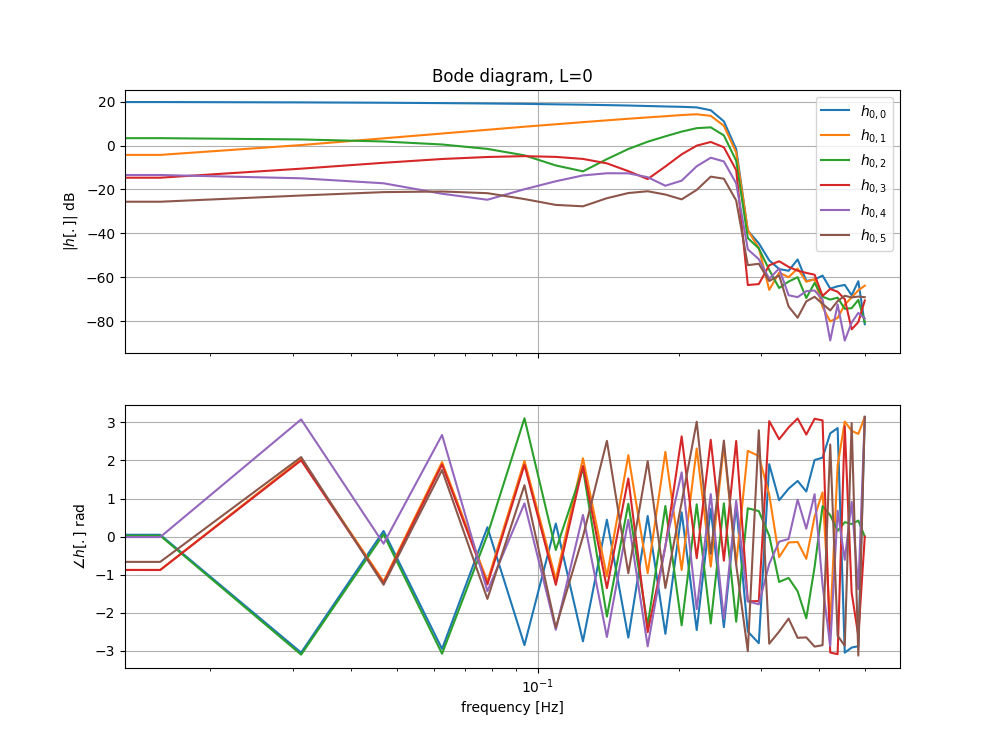 Bode diagram, L=0
|h[.]| dB
20
0
−20
−40
−60
−80
h0,0
h0,1
h0,2
h0,3
h0,4
h0,5
∠h[.] rad
3
2
1
0
−1
−2
−3
10⁻¹
frequency [Hz]